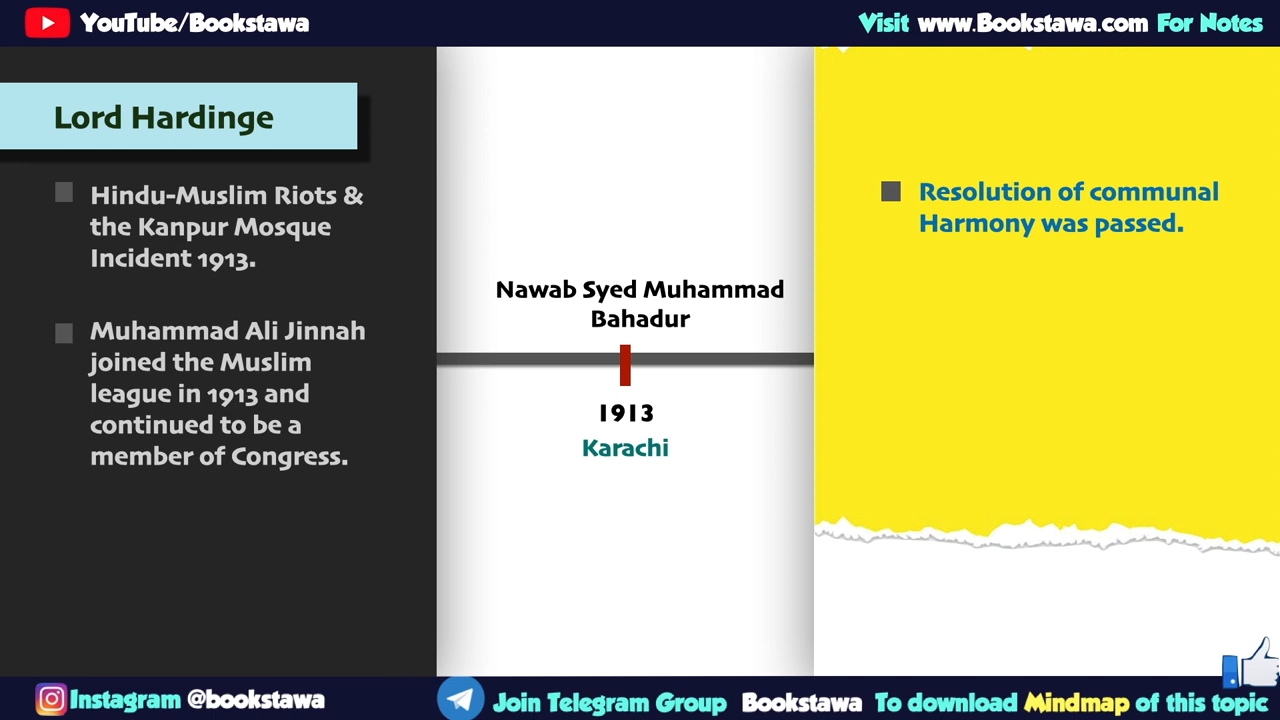 YouTube/Bookstawa
Visit www.Bookstawa.com For Notes
Lord Hardinge
Hindu-Muslim Riots &
the Kanpur Mosque
Incident 1913.
Muhammad Ali Jinnah
joined the Muslim
league in 1913 and
continued to be a
member of Congress.
Nawab Syed Muhammad
Bahadur
1913
Karachi
Resolution of communal
Harmony was passed.
Instagram @bookstawa
Join Telegram Group Bookstawa To download Mindmap of this topic